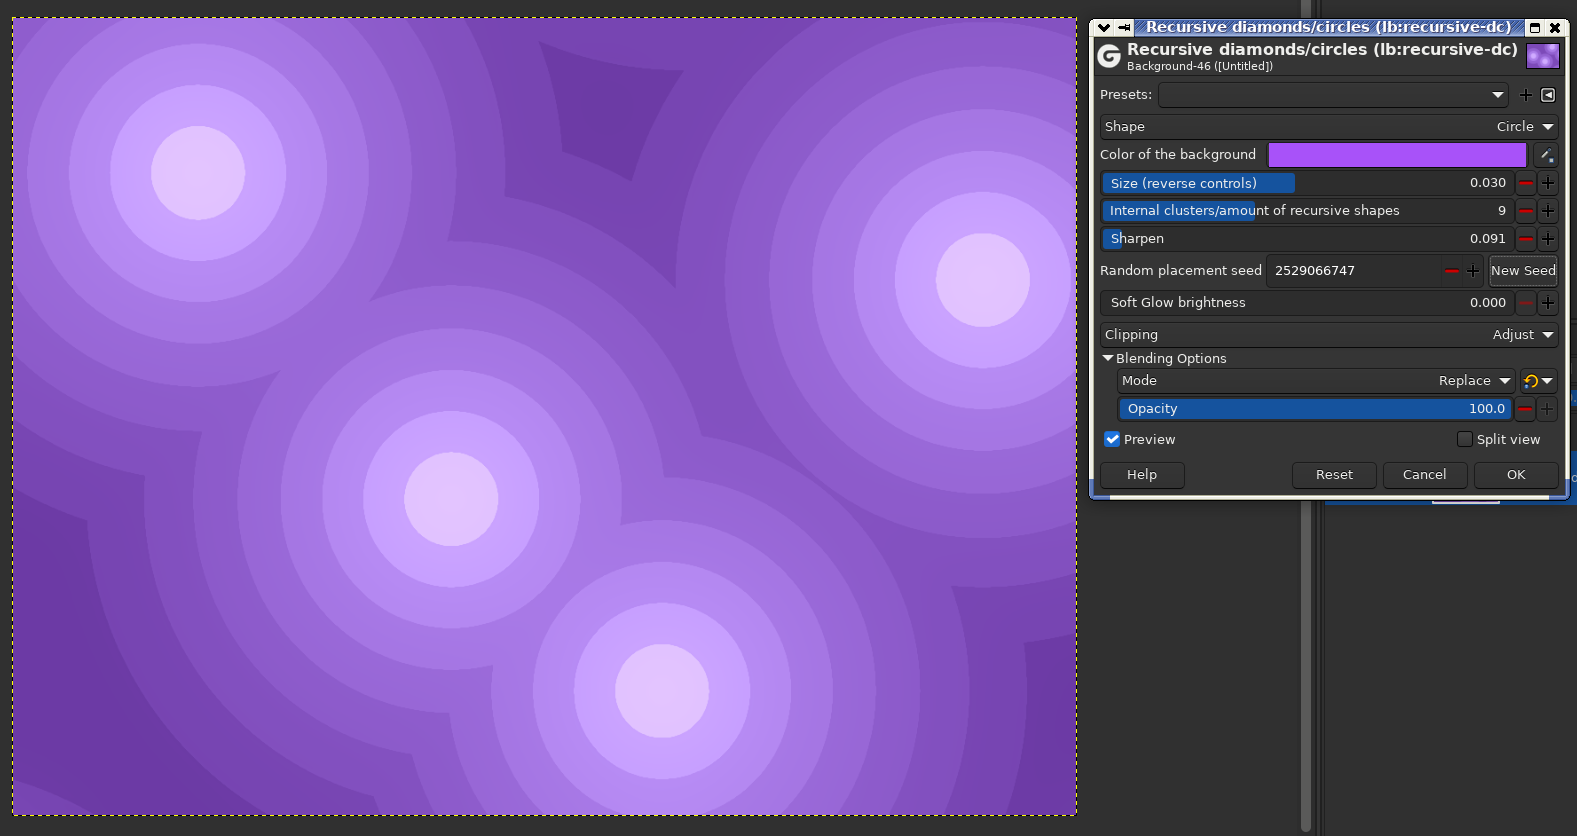 Recursive diamonds/circles (lb:recursive-dc)
Recursive diamonds/circles (lb:recursive-dc)
Background-46 ([Untitled])
Presets:
Shape Circle
Color of the background
Size (reverse controls) 0.030
Internal clusters/amount of recursive shapes 9
Sharpen 0.091
Random placement seed 2529066747 New Seed
Soft Glow brightness 0.000
Clipping Adjust
Blending Options
Mode Replace
Opacity 100.0
Preview Split view
Help Reset Cancel OK